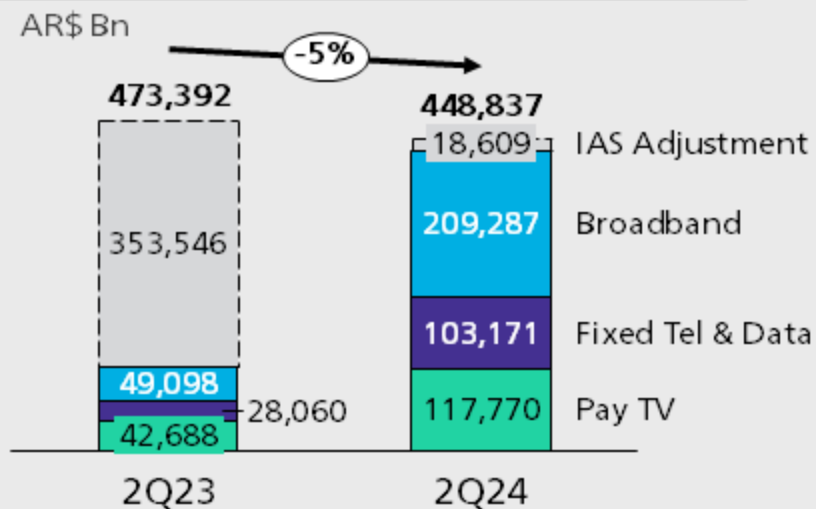 AR$ Bn
-5%
473,392
448,837
18,609 IAS Adjustment
353,546
209,287 Broadband
103,171 Fixed Tel & Data
49,098
28,060
42,688
117,770 Pay TV
2Q23 2Q24